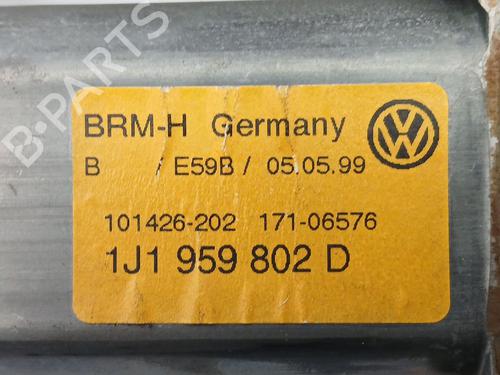 B-PARTS
BRM-H Germany
B / E59B / 05.05.99
101426-202 171-06576
1J1 959 802 D